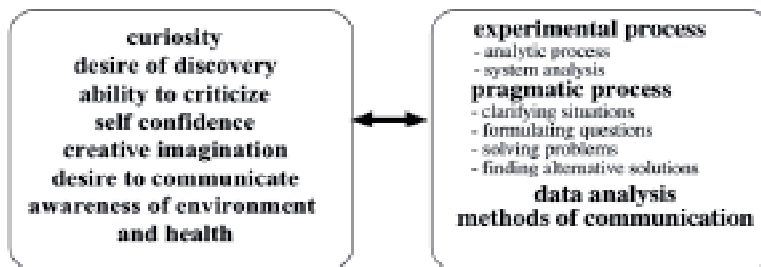 curiosity
desire of discovery
ability to criticize
self confidence
creative imagination
desire to communicate
awareness of environment
and health
experimental process
- analytic process
- system analysis
pragmatic process
- clarifying situations
- formulating questions
- solving problems
- finding alternative solutions
data analysis
methods of communication